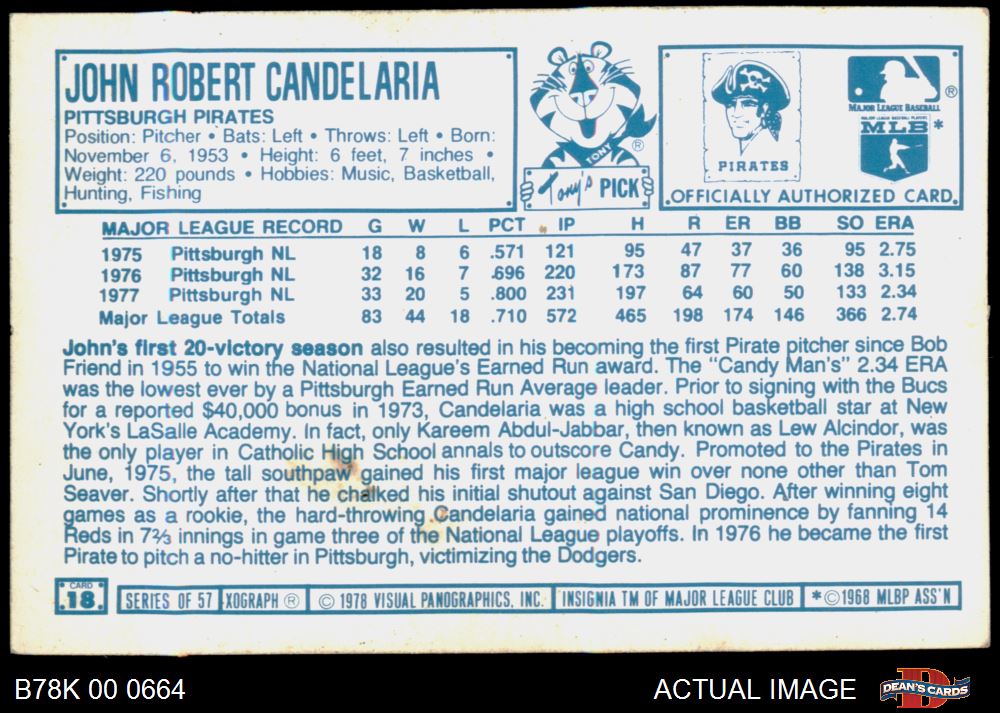 JOHN ROBERT CANDELARIA
PITTSBURGH PIRATES
Position: Pitcher • Bats: Left • Throws: Left • Born:
November 6, 1953 • Height: 6 feet, 7 inches •
Weight: 220 pounds • Hobbies: Music, Basketball,
Hunting, Fishing
TONY
®
Tony's PICK
PIRATES
®
MAJOR LEAGUE BASEBALL
MAJOR LEAGUE BASEBALL PLAYERS
MLB *
OFFICIALLY AUTHORIZED CARD.
MAJOR LEAGUE RECORD G W L PCT IP H R ER BB SO ERA
1975 Pittsburgh NL 18 8 6 .571 121 95 47 37 36 95 2.75
1976 Pittsburgh NL 32 16 7 .696 220 173 87 77 60 138 3.15
1977 Pittsburgh NL 33 20 5 .800 231 197 64 60 50 133 2.34
Major League Totals 83 44 18 .710 572 465 198 174 146 366 2.74
John's first 20-victory season also resulted in his becoming the first Pirate pitcher since Bob
Friend in 1955 to win the National League's Earned Run award. The "Candy Man's" 2.34 ERA
was the lowest ever by a Pittsburgh Earned Run Average leader. Prior to signing with the Bucs
for a reported $40,000 bonus in 1973, Candelaria was a high school basketball star at New
York's LaSalle Academy. In fact, only Kareem Abdul-Jabbar, then known as Lew Alcindor, was
the only player in Catholic High School annals to outscore Candy. Promoted to the Pirates in
June, 1975, the tall southpaw gained his first major league win over none other than Tom
Seaver. Shortly after that he chalked his initial shutout against San Diego. After winning eight
games as a rookie, the hard-throwing Candelaria gained national prominence by fanning 14
Reds in 7⅔ innings in game three of the National League playoffs. In 1976 he became the first
Pirate to pitch a no-hitter in Pittsburgh, victimizing the Dodgers.
CARD
18
SERIES OF 57 XOGRAPH ® © 1978 VISUAL PANOGRAPHICS, INC. INSIGNIA TM OF MAJOR LEAGUE CLUB *©1968 MLBP ASS'N
B78K 00 0664
ACTUAL IMAGE
DEAN'S CARDS